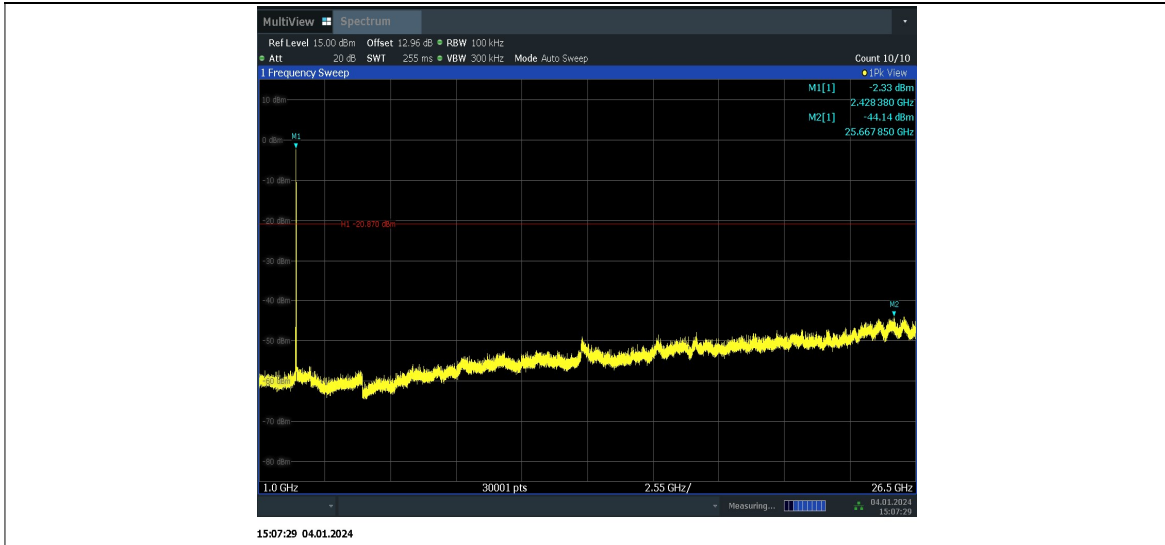 MultiView Spectrum
Ref Level 15.00 dBm Offset 12.96 dB RBW 100 kHz
Att 20 dB SWT 255 ms VBW 300 kHz Mode Auto Sweep Count 10/10
1 Frequency Sweep 1Pk View
M1[1] -2.33 dBm
2.428 380 GHz
M2[1] -44.14 dBm
25.667 850 GHz
10 dBm
M1
0 dBm
-10 dBm
-20 dBm
H1 -20.870 dBm
-30 dBm
-40 dBm
M2
-50 dBm
-60 dBm
-70 dBm
-80 dBm
1.0 GHz 30001 pts 2.55 GHz/ 26.5 GHz
Measuring... 04.01.2024
15:07:29
15:07:29 04.01.2024